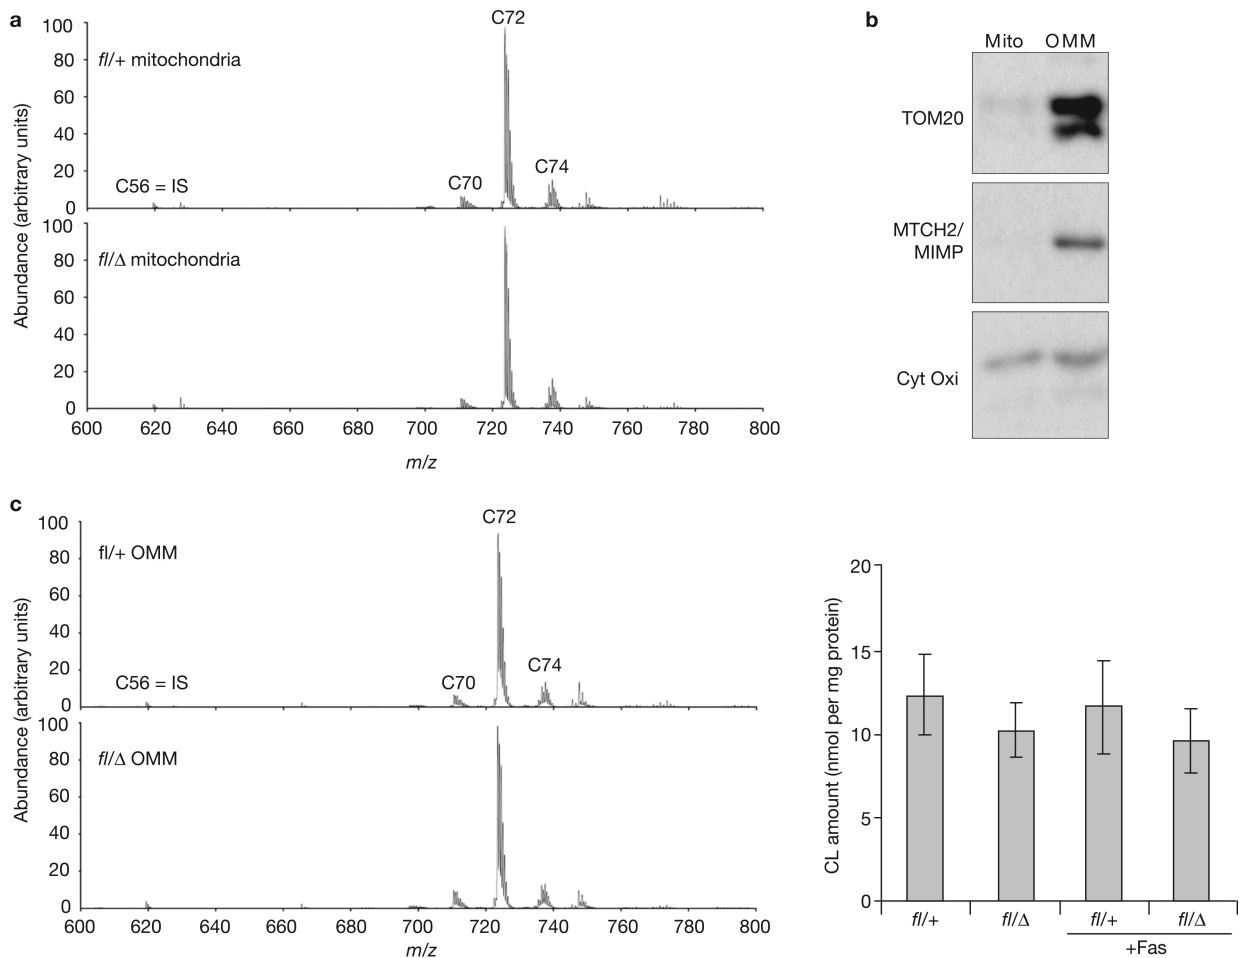 a
100
80
60
40
20
0
fl/+ mitochondria
C72
C56 = IS
C70
C74
100
80
60
40
20
0
fl/Δ mitochondria
Abundance (arbitrary units)
600 620 640 660 680 700 720 740 760 780 800
m/z
b
Mito OMM
TOM20
MTCH2/
MIMP
Cyt Oxi
c
100
80
60
40
20
0
fl/+ OMM
C72
C56 = IS
C70
C74
100
80
60
40
20
0
fl/Δ OMM
Abundance (arbitrary units)
600 620 640 660 680 700 720 740 760 780 800
m/z
20
15
10
5
0
CL amount (nmol per mg protein)
fl/+ fl/Δ fl/+ fl/Δ
+Fas